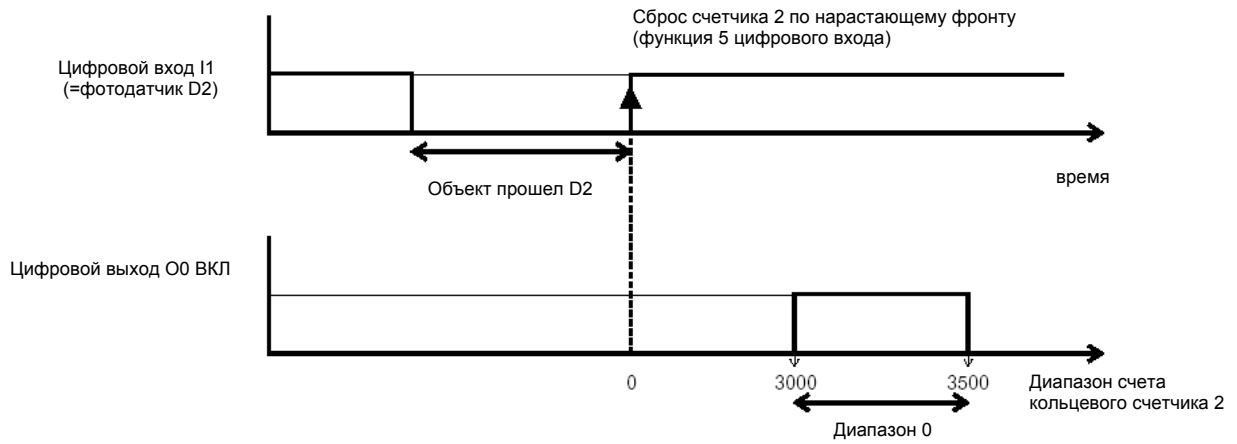 Сброс счетчика 2 по нарастающему фронту
(функция 5 цифрового входа)
Цифровой вход I1
(=фотодатчик D2)
Объект прошел D2
время
Цифровой выход O0 ВКЛ
0
3000
3500
Диапазон счета
кольцевого счетчика 2
Диапазон 0